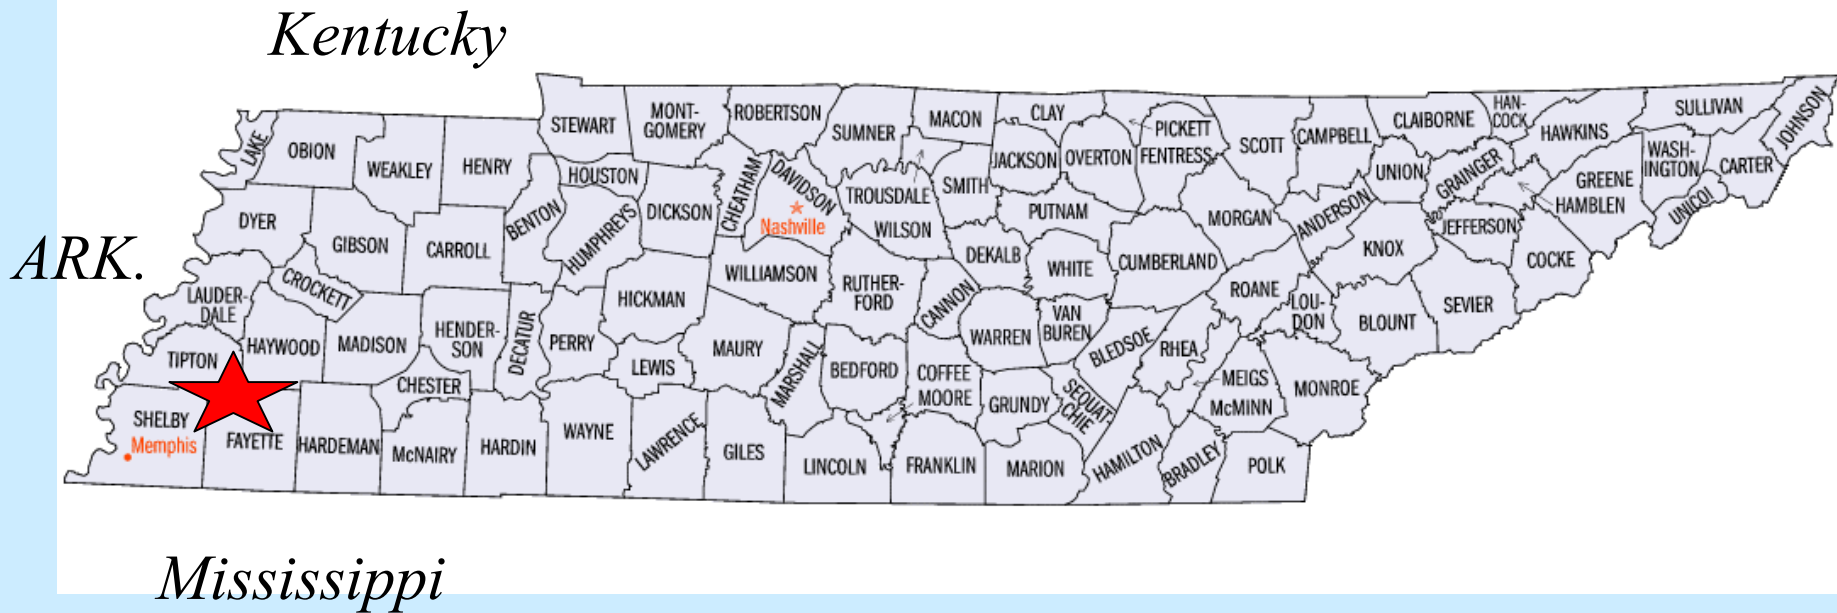 Kentucky
ARK.
Mississippi
LAKE
OBION
WEAKLEY
HENRY
STEWART
MONT-
GOMERY
ROBERTSON
SUMNER
MACON
CLAY
PICKETT
FENTRESS
SCOTT
CAMPBELL
CLAIBORNE
HAN-
COCK
HAWKINS
SULLIVAN
JOHNSON
DYER
GIBSON
CARROLL
BENTON
HOUSTON
HUMPHREYS
DICKSON
CHEATHAM
DAVIDSON
Nashville
TROUSDALE
WILSON
SMITH
JACKSON
OVERTON
PUTNAM
MORGAN
ANDERSON
UNION
GRAINGER
JEFFERSON
HAMBLEN
GREENE
WASH-
INGTON
CARTER
UNICOI
LAUDER-
DALE
CROCKETT
HAYWOOD
MADISON
HENDER-
SON
DECATUR
PERRY
HICKMAN
WILLIAMSON
RUTHER-
FORD
CANNON
DEKALB
WHITE
CUMBERLAND
ROANE
LOU-
DON
KNOX
BLOUNT
SEVIER
COCKE
TIPTON
CHESTER
LEWIS
MAURY
MARSHALL
BEDFORD
COFFEE
MOORE
WARREN
VAN
BUREN
GRUNDY
SEQUAT-
CHIE
BLEDSOE
RHEA
MEIGS
McMINN
MONROE
SHELBY
Memphis
FAYETTE
HARDEMAN
McNAIRY
HARDIN
WAYNE
LAWRENCE
GILES
LINCOLN
FRANKLIN
MARION
HAMILTON
BRADLEY
POLK